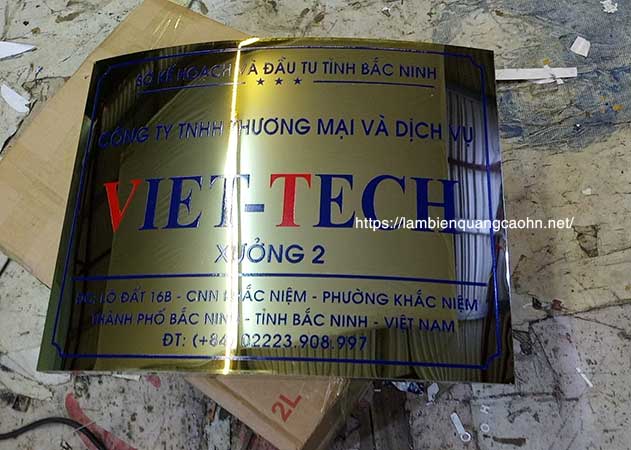 SỞ KẾ HOẠCH VÀ ĐẦU TƯ TỈNH BẮC NINH
CÔNG TY TNHH THƯƠNG MẠI VÀ DỊCH VỤ
VIET-TECH
https://lambienquangcaohn.net/
XƯỞNG 2
LÔ ĐẤT 16B - CNN KHẮC NIỆM - PHƯỜNG KHẮC NIỆM
THÀNH PHỐ BẮC NINH - TỈNH BẮC NINH - VIỆT NAM
ĐT: (+84) 02223.908.997
2L